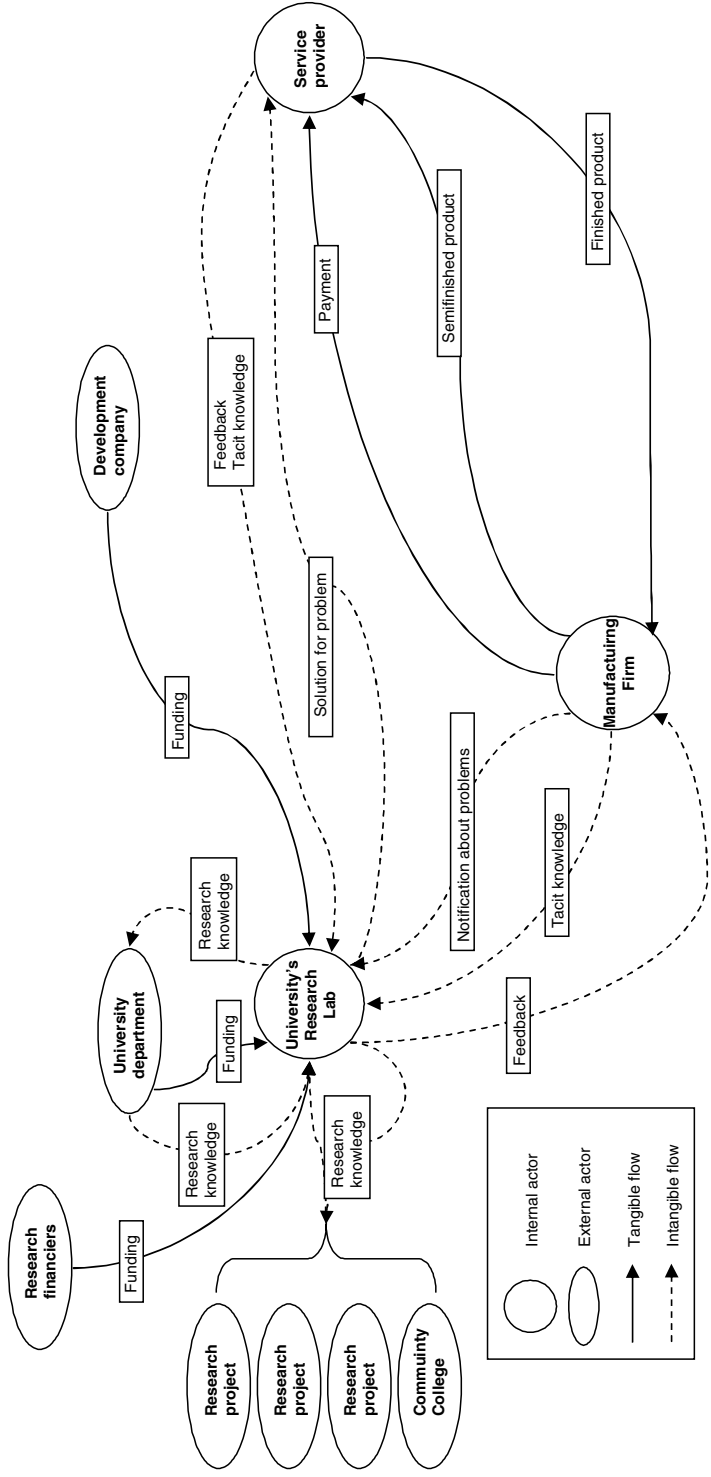 Research
financiers
Funding
University
department
Research
knowledge
Funding
Research
knowledge
Development
company
Funding
Service
provider
Feedback
Tacit knowledge
Solution for problem
Payment
Semifinished product
Finished product
University's
Research
Lab
Research
knowledge
Notification about problems
Tacit knowledge
Feedback
Manufactuirng
Firm
Research
project
Research
project
Research
project
Commuinty
College
Internal actor
External actor
Tangible flow
Intangible flow